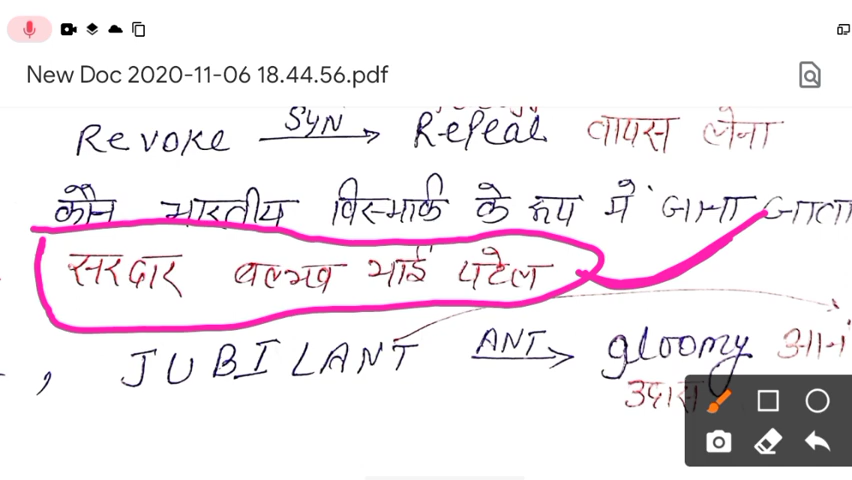 New Doc 2020-11-06 18.44.56.pdf
Revoke SYN Repeal वापस लेना
कौन भारतीय विस्मार्क के रूप में जाना जाता
सरदार बल्लभ भाई पटेल
, JUBILANT ANT gloomy
उदास